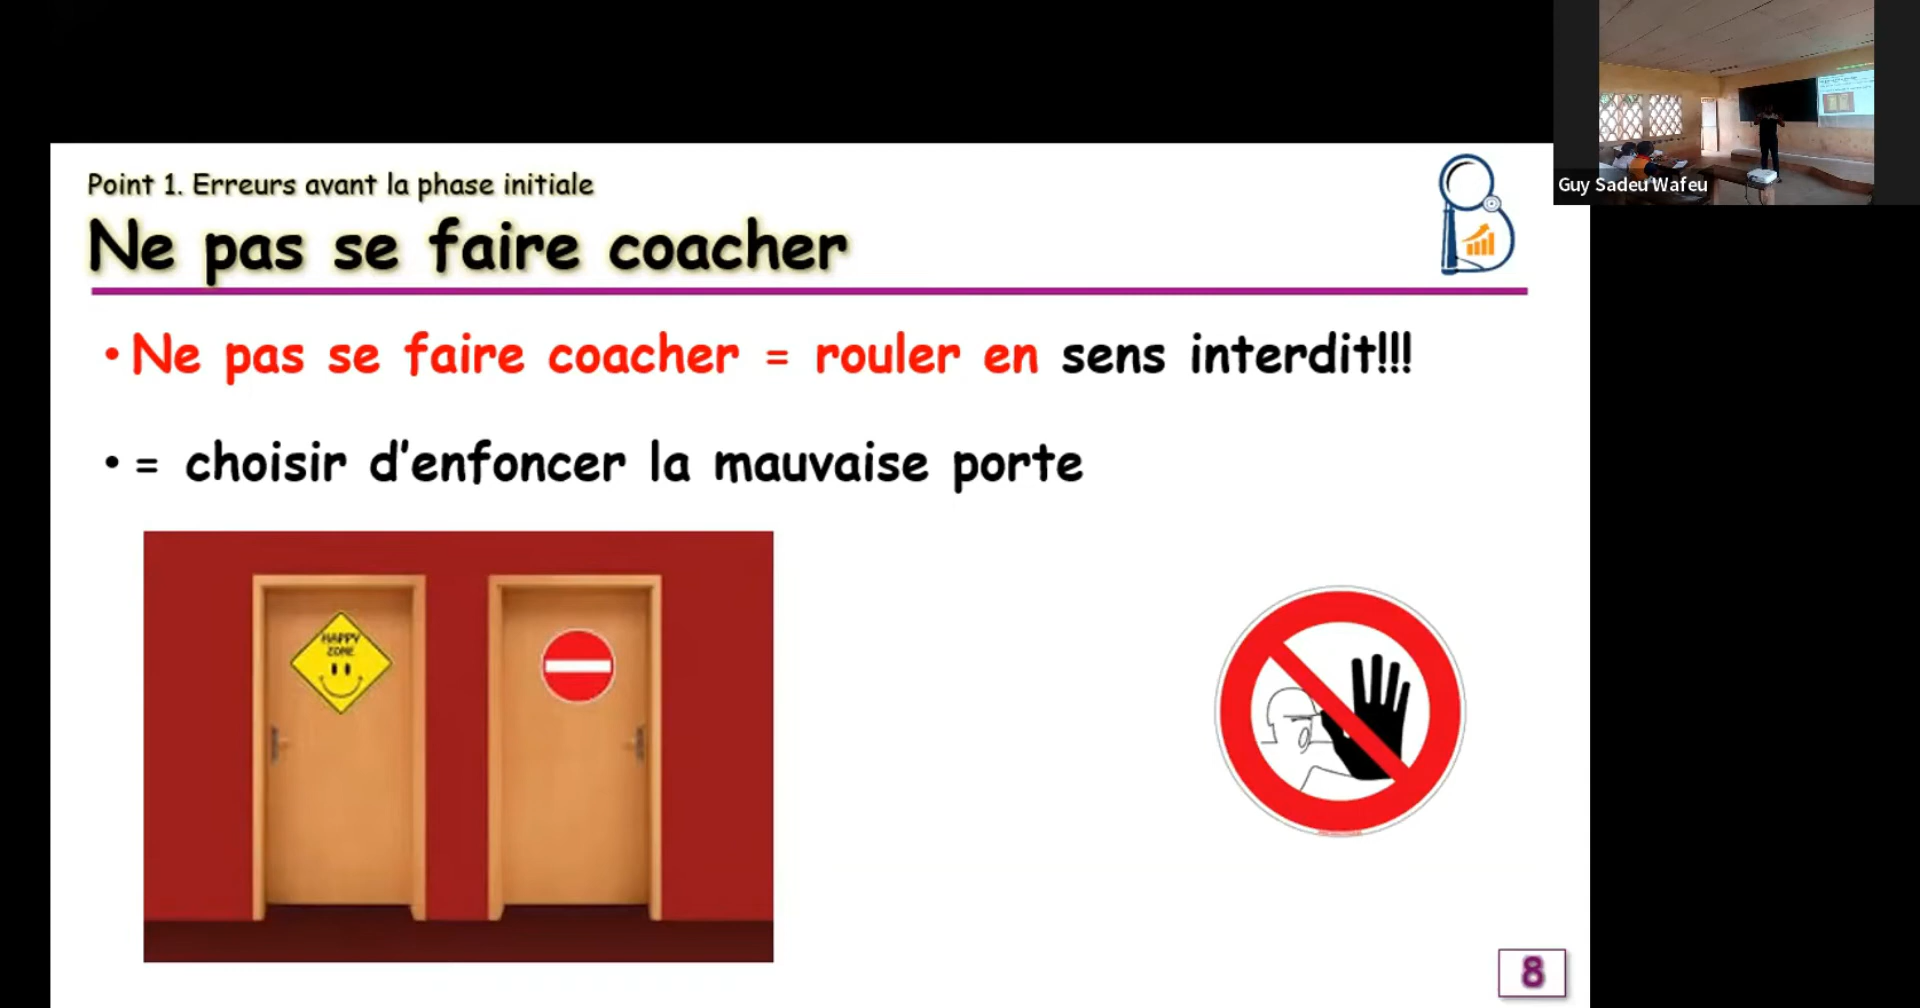 Point 1. Erreurs avant la phase initiale
Ne pas se faire coacher
• Ne pas se faire coacher = rouler en sens interdit!!!
• = choisir d'enfoncer la mauvaise porte
HAPPY
ZONE
8
Guy Sadeu Wafeu